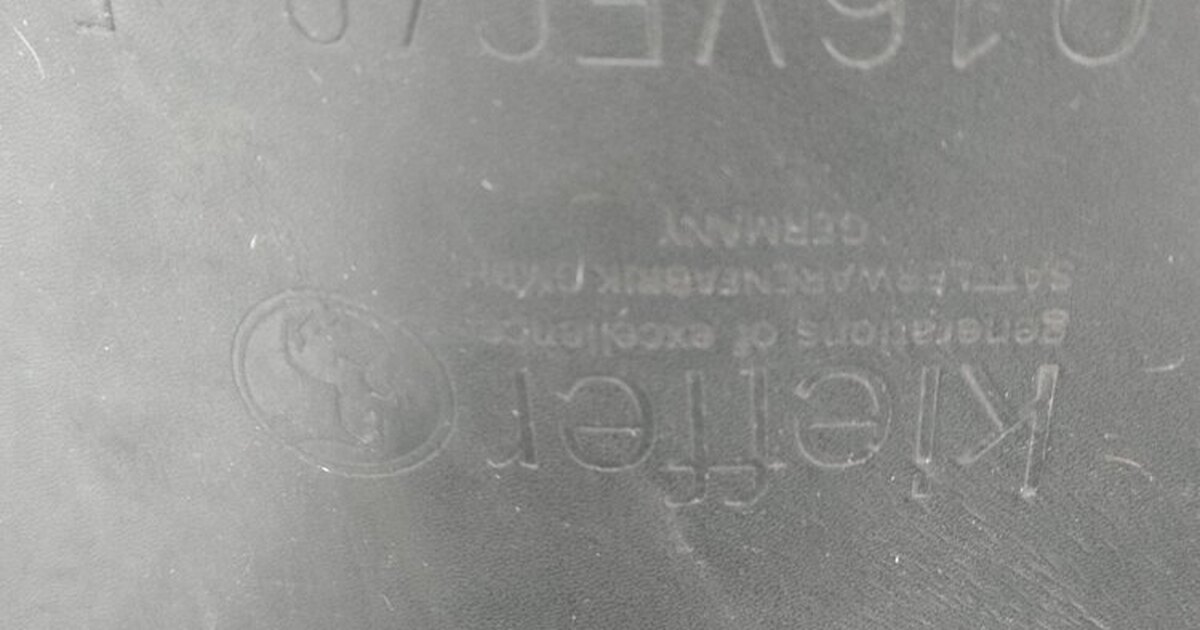 kieffer
generations of excellence
SATTLERWARENFABRIK GMBH
GERMANY